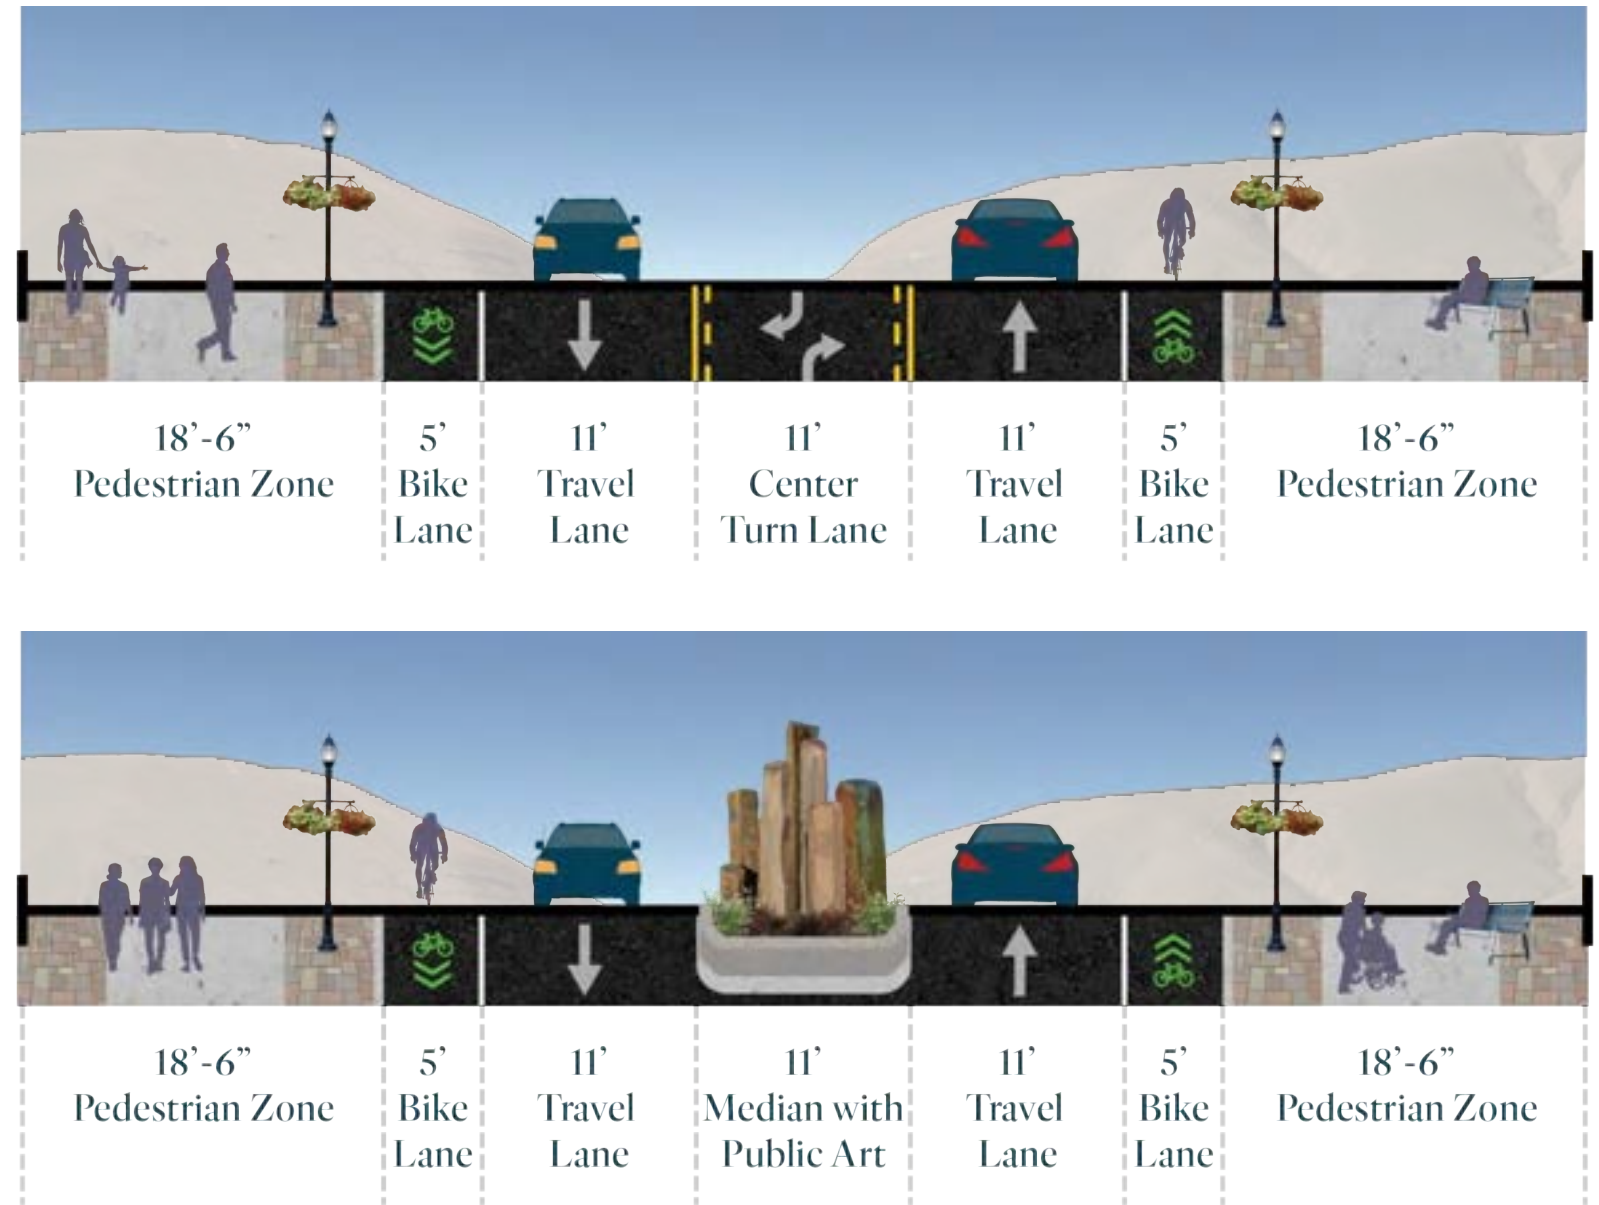 18’-6”
Pedestrian Zone
5’
Bike
Lane
11’
Travel
Lane
11’
Center
Turn Lane
11’
Travel
Lane
5’
Bike
Lane
18’-6”
Pedestrian Zone
18’-6”
Pedestrian Zone
5’
Bike
Lane
11’
Travel
Lane
11’
Median with
Public Art
11’
Travel
Lane
5’
Bike
Lane
18’-6”
Pedestrian Zone